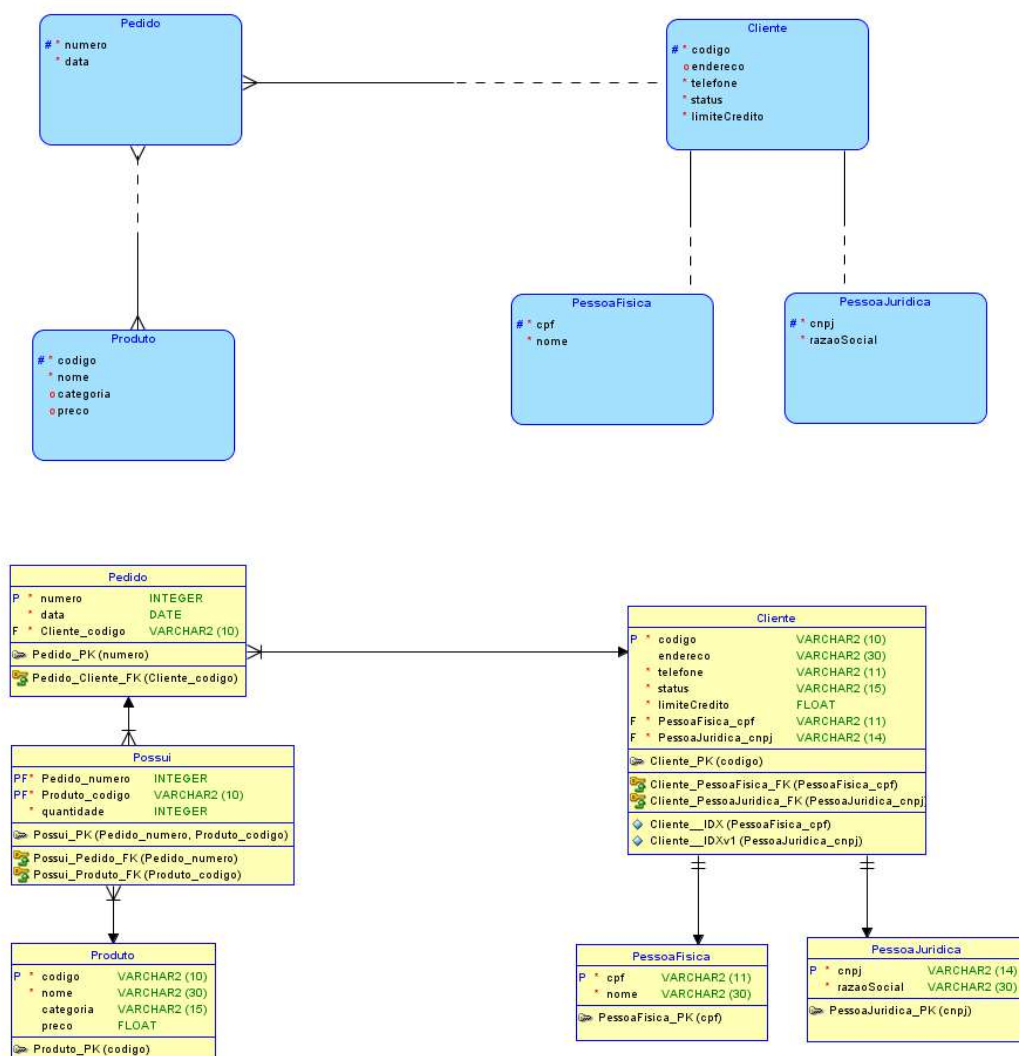 Pedido
# * numero
* data
Cliente
# * codigo
o endereco
* telefone
* status
* limiteCredito
Produto
# * codigo
* nome
o categoria
o preco
PessoaFisica
# * cpf
* nome
PessoaJuridica
# * cnpj
* razaoSocial
Pedido
P * numero INTEGER
* data DATE
F * Cliente_codigo VARCHAR2 (10)
Pedido_PK (numero)
Pedido_Cliente_FK (Cliente_codigo)
Cliente
P * codigo VARCHAR2 (10)
endereco VARCHAR2 (30)
* telefone VARCHAR2 (11)
* status VARCHAR2 (15)
* limiteCredito FLOAT
F * PessoaFisica_cpf VARCHAR2 (11)
F * PessoaJuridica_cnpj VARCHAR2 (14)
Cliente_PK (codigo)
Cliente_PessoaFisica_FK (PessoaFisica_cpf)
Cliente_PessoaJuridica_FK (PessoaJuridica_cnpj)
Cliente__IDX (PessoaFisica_cpf)
Cliente__IDXv1 (PessoaJuridica_cnpj)
Possui
PF* Pedido_numero INTEGER
PF* Produto_codigo VARCHAR2 (10)
* quantidade INTEGER
Possui_PK (Pedido_numero, Produto_codigo)
Possui_Pedido_FK (Pedido_numero)
Possui_Produto_FK (Produto_codigo)
Produto
P * codigo VARCHAR2 (10)
* nome VARCHAR2 (30)
categoria VARCHAR2 (15)
preco FLOAT
Produto_PK (codigo)
PessoaFisica
P * cpf VARCHAR2 (11)
* nome VARCHAR2 (30)
PessoaFisica_PK (cpf)
PessoaJuridica
P * cnpj VARCHAR2 (14)
* razaoSocial VARCHAR2 (30)
PessoaJuridica_PK (cnpj)